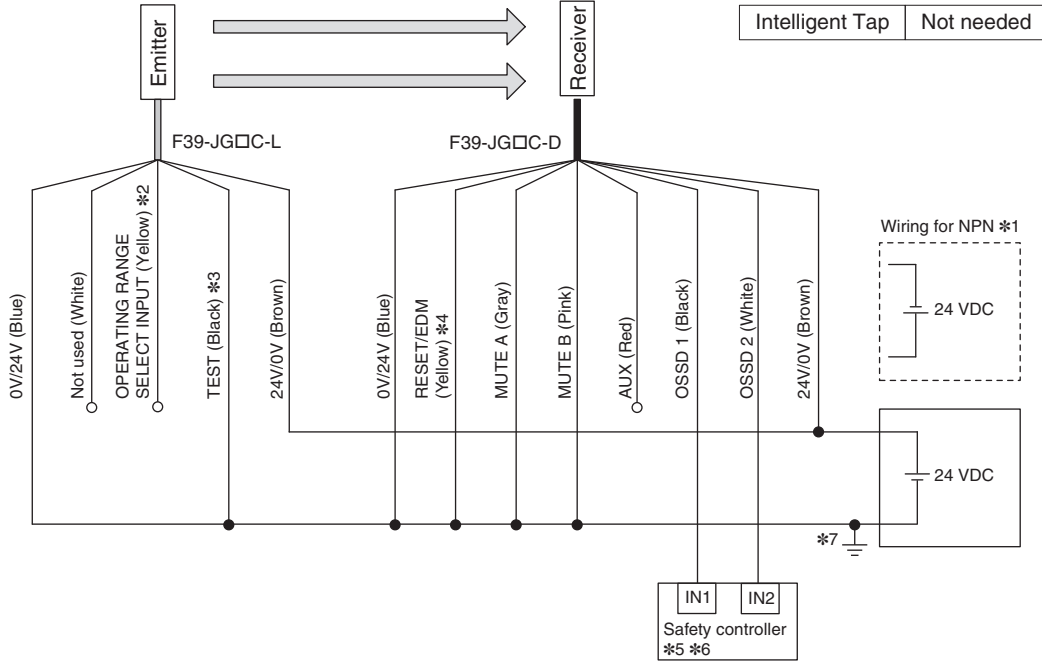 Emitter
Receiver
Intelligent Tap
Not needed
F39-JG□C-L
F39-JG□C-D
0V/24V (Blue)
Not used (White)
OPERATING RANGE
SELECT INPUT (Yellow) ✻2
TEST (Black) ✻3
24V/0V (Brown)
0V/24V (Blue)
RESET/EDM
(Yellow) ✻4
MUTE A (Gray)
MUTE B (Pink)
AUX (Red)
OSSD 1 (Black)
OSSD 2 (White)
24V/0V (Brown)
Wiring for NPN ✻1
24 VDC
24 VDC
✻7
IN1
IN2
Safety controller
✻5 ✻6